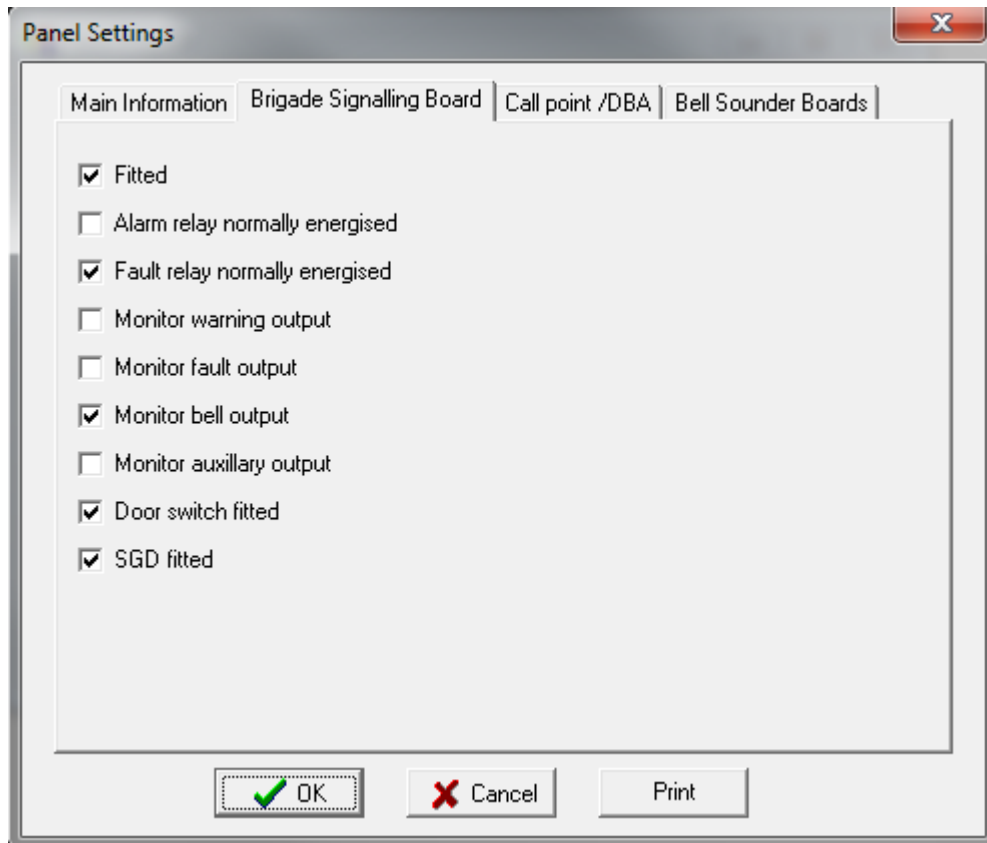 Panel Settings
Main Information Brigade Signalling Board Call point /DBA Bell Sounder Boards
Fitted
Alarm relay normally energised
Fault relay normally energised
Monitor warning output
Monitor fault output
Monitor bell output
Monitor auxillary output
Door switch fitted
SGD fitted
OK Cancel Print